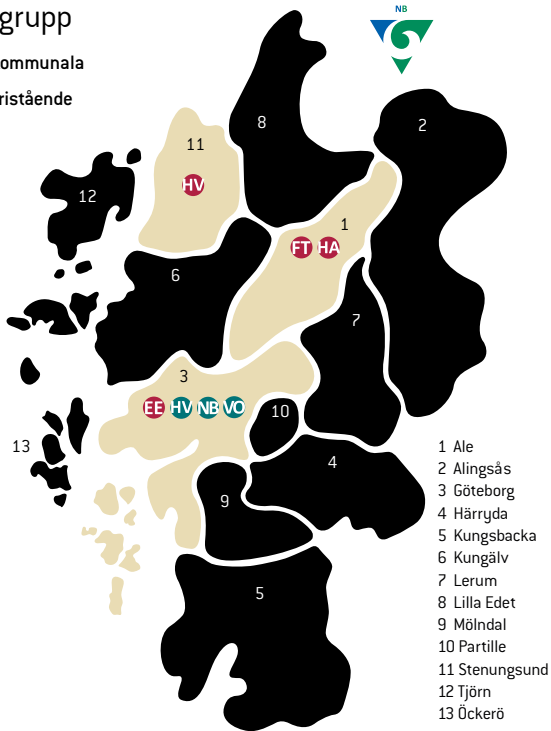 grupp
ommunala
ristående
NB
8
2
11
HV
12
1
FT HA
6
7
3
EE HV NB VO
10
13
4
9
5
1 Ale
2 Alingsås
3 Göteborg
4 Härryda
5 Kungsbacka
6 Kungälv
7 Lerum
8 Lilla Edet
9 Mölndal
10 Partille
11 Stenungsund
12 Tjörn
13 Öckerö